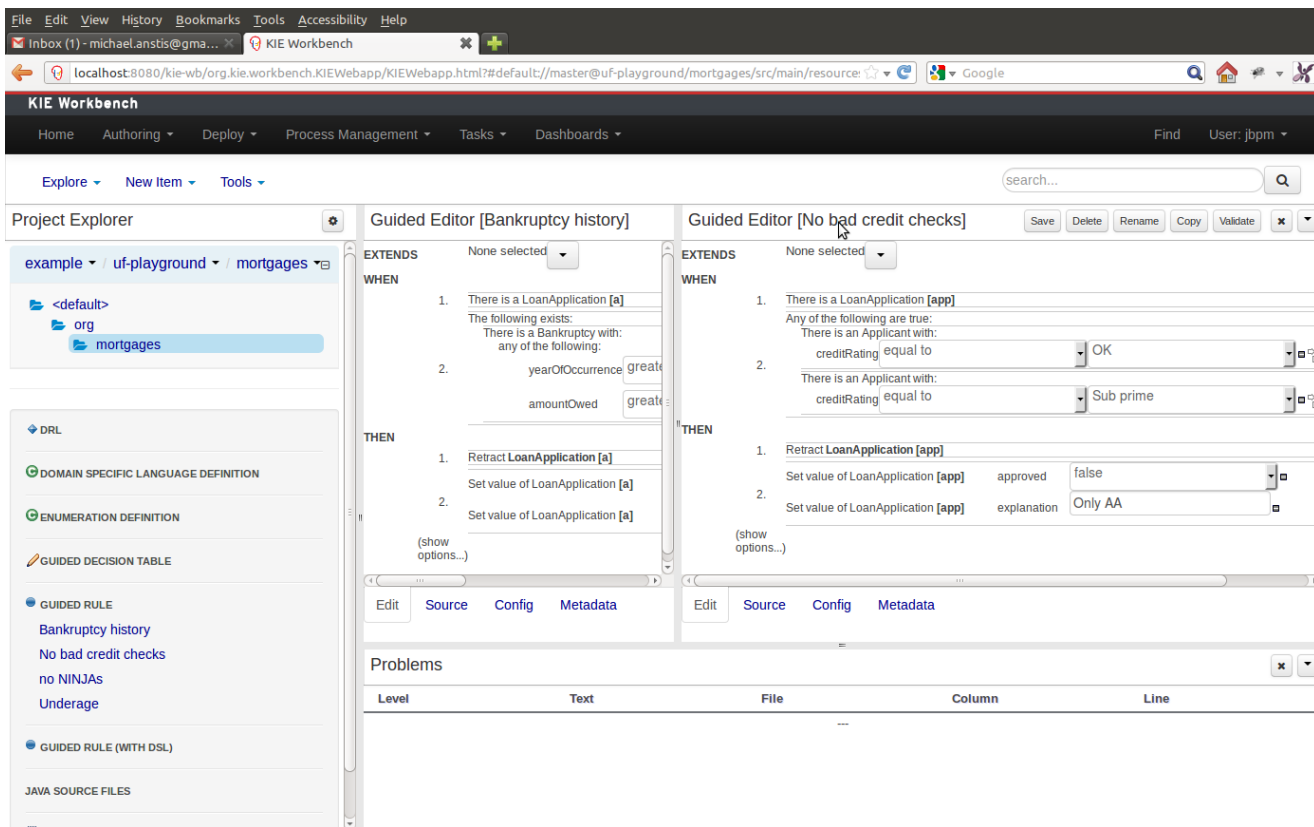 File Edit View History Bookmarks Tools Accessibility Help
Inbox (1) - michael.anstis@gma...
KIE Workbench
localhost:8080/kie-wb/org.kie.workbench.KIEWebapp/KIEWebapp.html?#default://master@uf-playground/mortgages/src/main/resource
Google
KIE Workbench
Home Authoring Deploy Process Management Tasks Dashboards Find User: jbpm
Explore New Item Tools search...
Project Explorer
example / uf-playground / mortgages
<default>
org
mortgages
DRL
DOMAIN SPECIFIC LANGUAGE DEFINITION
ENUMERATION DEFINITION
GUIDED DECISION TABLE
GUIDED RULE
Bankruptcy history
No bad credit checks
no NINJAs
Underage
GUIDED RULE (WITH DSL)
JAVA SOURCE FILES
Guided Editor [Bankruptcy history]
EXTENDS None selected
WHEN
1. There is a LoanApplication [a]
The following exists:
There is a Bankruptcy with:
any of the following:
2. yearOfOccurrence greate
amountOwed greate
THEN
1. Retract LoanApplication [a]
Set value of LoanApplication [a]
2.
Set value of LoanApplication [a]
(show
options...)
Edit Source Config Metadata
Guided Editor [No bad credit checks] Save Delete Rename Copy Validate
EXTENDS None selected
WHEN
1. There is a LoanApplication [app]
Any of the following are true:
There is an Applicant with:
creditRating equal to OK
2.
There is an Applicant with:
creditRating equal to Sub prime
THEN
1. Retract LoanApplication [app]
Set value of LoanApplication [app] approved false
2.
Set value of LoanApplication [app] explanation Only AA
(show
options...)
Edit Source Config Metadata
Problems
Level Text File Column Line
---